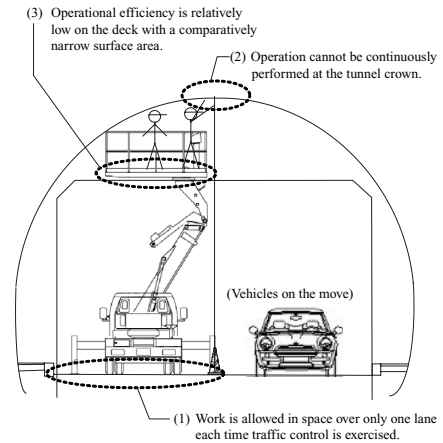 (3) Operational efficiency is relatively
low on the deck with a comparatively
narrow surface area.
(2) Operation cannot be continuously
performed at the tunnel crown.
(Vehicles on the move)
(1) Work is allowed in space over only one lane
each time traffic control is exercised.